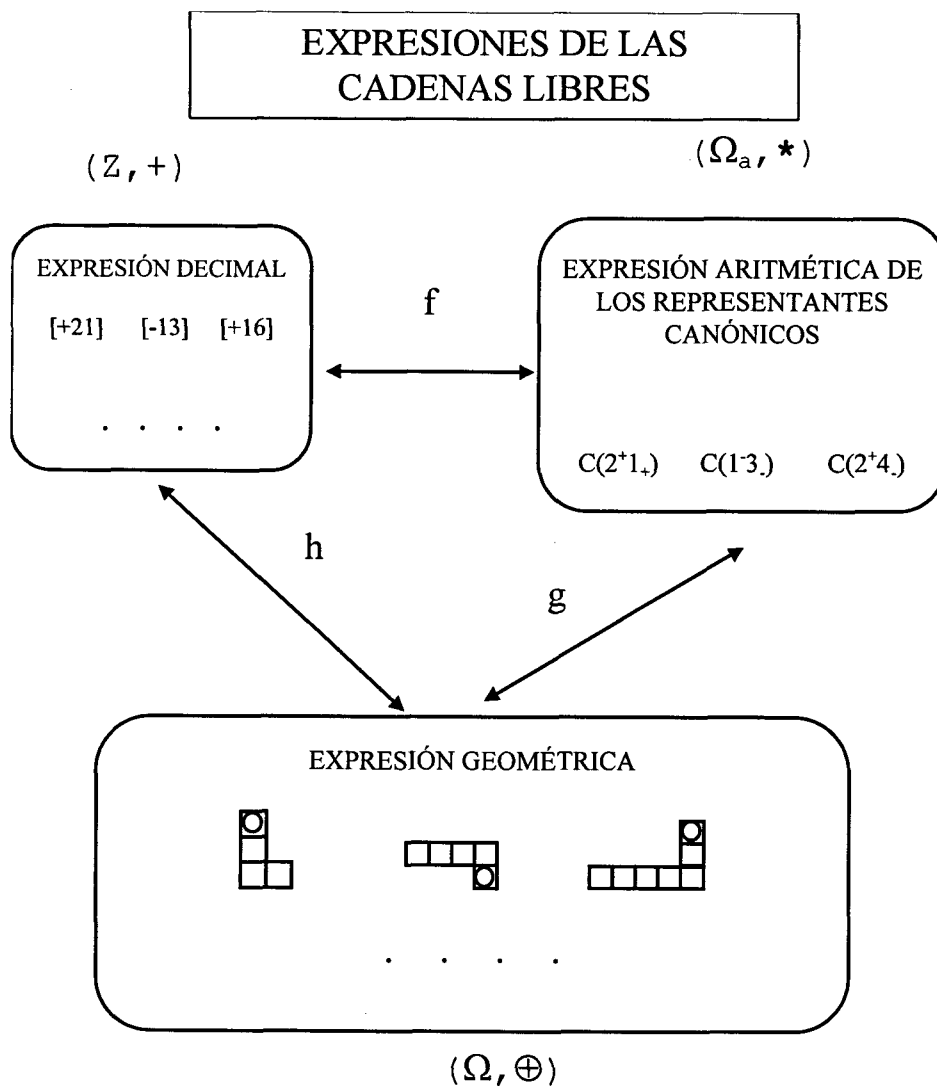 EXPRESIONES DE LAS
CADENAS LIBRES
(Z,+)
(Ωₐ,*)
EXPRESIÓN DECIMAL
[+21] [-13] [+16]
. . . .
f
EXPRESIÓN ARITMÉTICA DE
LOS REPRESENTANTES
CANÓNICOS
C(2⁺1₊) C(1⁻3₋) C(2⁺4₋)
h
g
EXPRESIÓN GEOMÉTRICA
. . . .
(Ω,⊕)